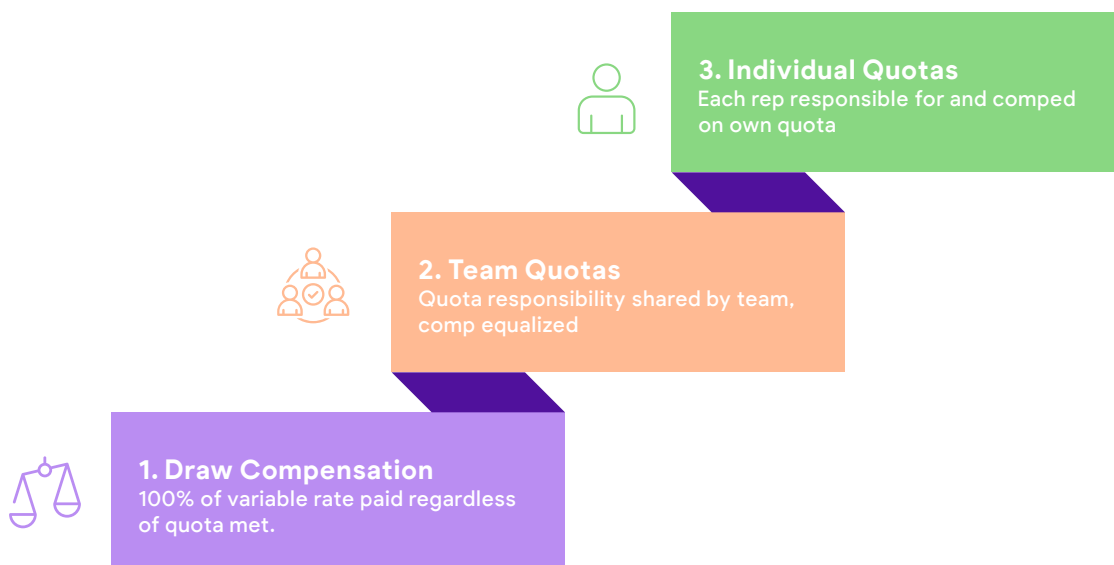 3. Individual Quotas
Each rep responsible for and comped
on own quota
2. Team Quotas
Quota responsibility shared by team,
comp equalized
1. Draw Compensation
100% of variable rate paid regardless
of quota met.